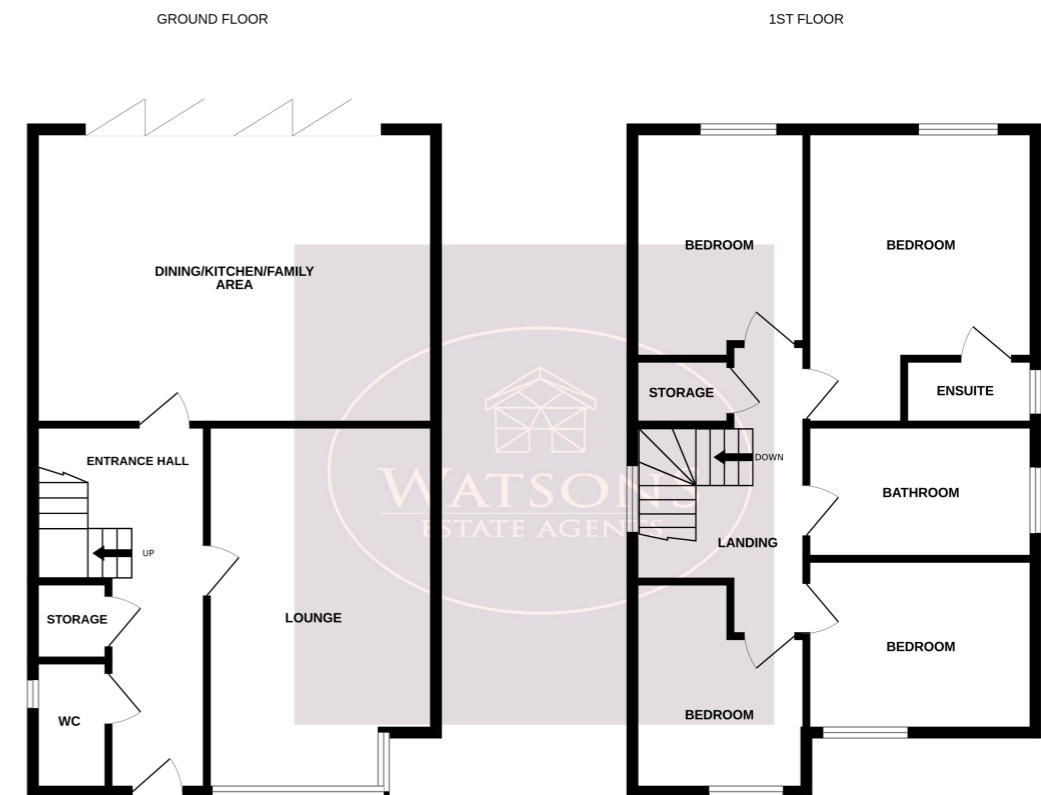 GROUND FLOOR
DINING/KITCHEN/FAMILY
AREA
ENTRANCE HALL
UP
STORAGE
LOUNGE
WC
1ST FLOOR
BEDROOM
BEDROOM
STORAGE
ENSUITE
DOWN
BATHROOM
LANDING
BEDROOM
BEDROOM
WATSONS
ESTATE AGENTS